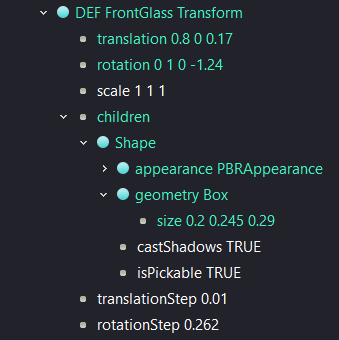 DEF FrontGlass Transform
translation 0.8 0 0.17
rotation 0 1 0 -1.24
scale 1 1 1
children
Shape
appearance PBRAppearance
geometry Box
size 0.2 0.245 0.29
castShadows TRUE
isPickable TRUE
translationStep 0.01
rotationStep 0.262